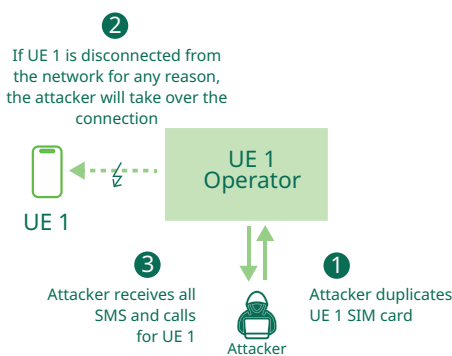 2
If UE 1 is disconnected from
the network for any reason,
the attacker will take over the
connection
UE 1
Operator
UE 1
3
Attacker receives all
SMS and calls
for UE 1
1
Attacker duplicates
UE 1 SIM card
Attacker